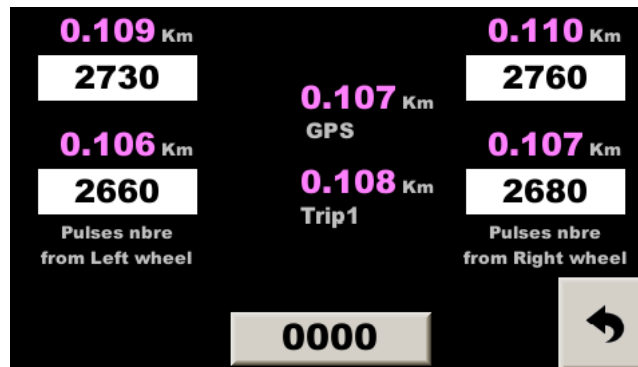 0.109 Km
2730
0.106 Km
2660
Pulses nbre
from Left wheel
0.107 Km
GPS
0.108 Km
Trip1
0.110 Km
2760
0.107 Km
2680
Pulses nbre
from Right wheel
0000